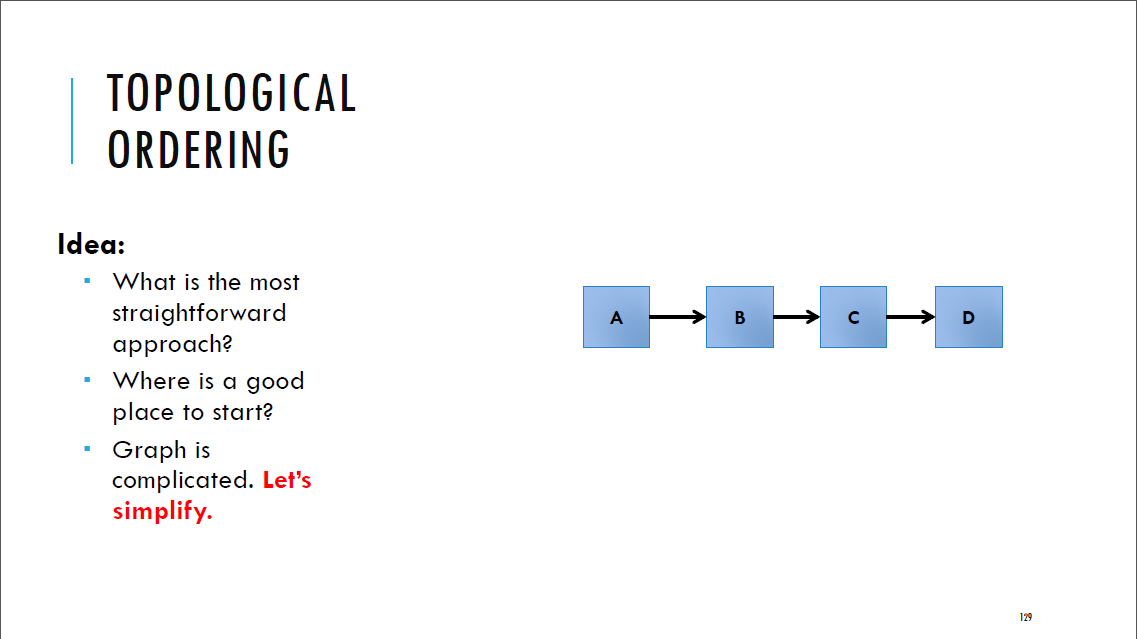 TOPOLOGICAL
ORDERING
Idea:
▪ What is the most
straightforward
approach?
▪ Where is a good
place to start?
▪ Graph is
complicated. Let's
simplify.
A B C D
129